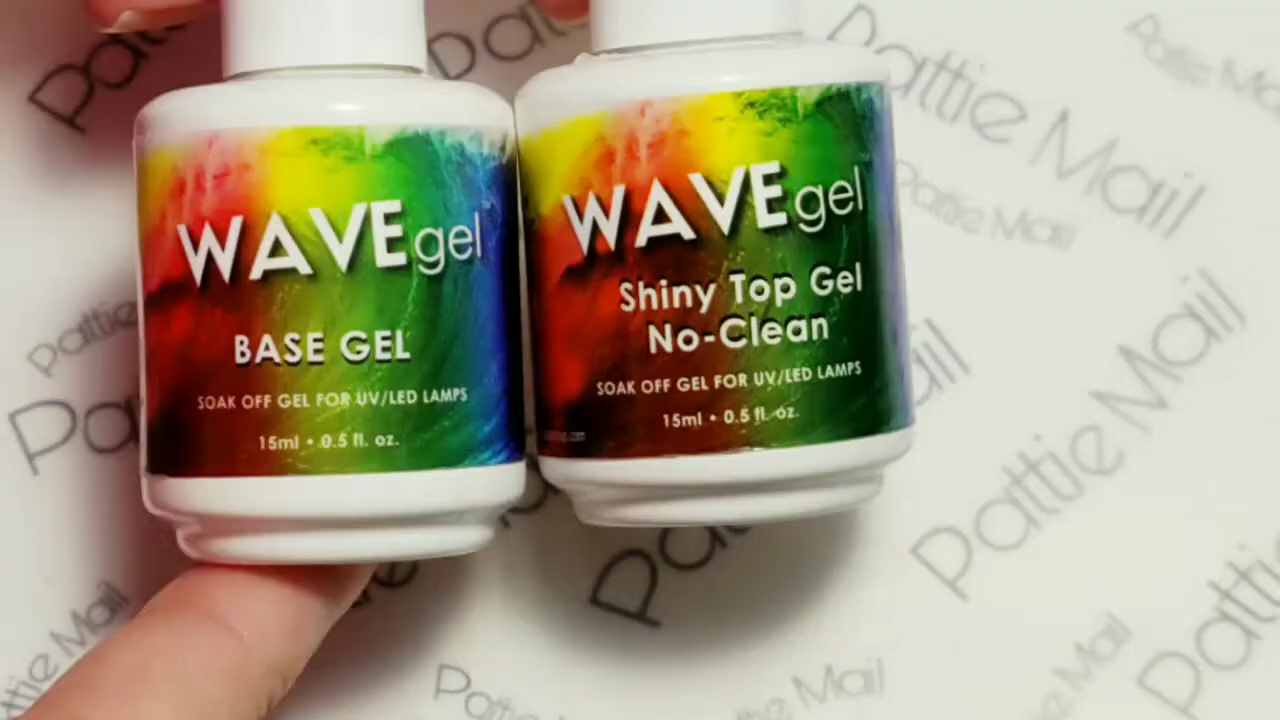 WAVEgel
BASE GEL
SOAK OFF GEL FOR UV/LED LAMPS
15ml • 0.5 fl. oz.
WAVEgel
Shiny Top Gel
No-Clean
SOAK OFF GEL FOR UV/LED LAMPS
15ml • 0.5 fl. oz.
Pattie Mail
Pattie Mail
Pattie Mail
Pattie Mail
Pattie Mail